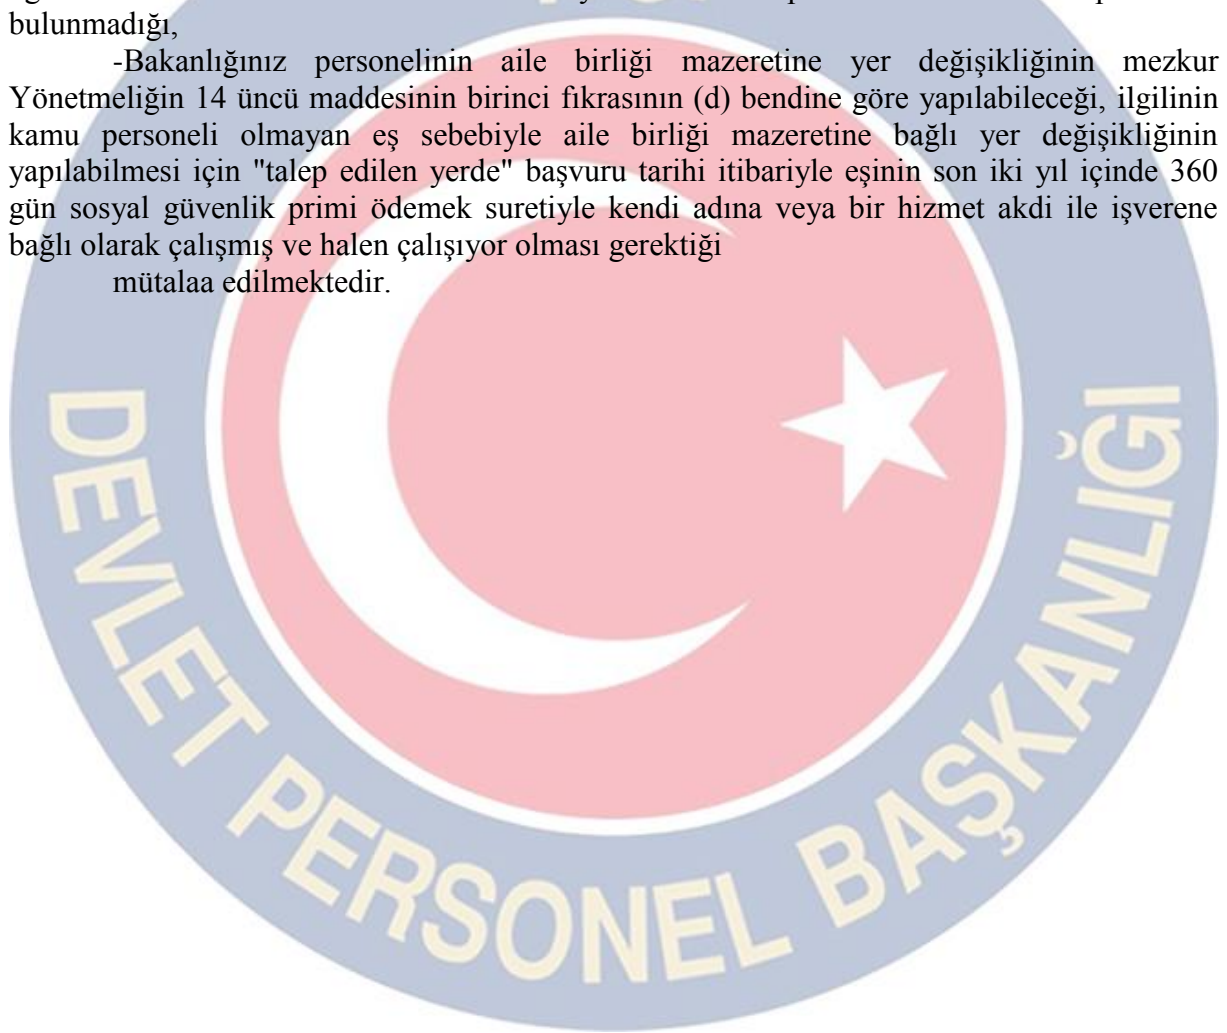 bulunmadığı,
-Bakanlığınız personelinin aile birliği mazeretine yer değişikliğinin mezkur
Yönetmeliğin 14 üncü maddesinin birinci fıkrasının (d) bendine göre yapılabileceği, ilgilinin
kamu personeli olmayan eş sebebiyle aile birliği mazeretine bağlı yer değişikliğinin
yapılabilmesi için "talep edilen yerde" başvuru tarihi itibariyle eşinin son iki yıl içinde 360
gün sosyal güvenlik primi ödemek suretiyle kendi adına veya bir hizmet akdi ile işverene
bağlı olarak çalışmış ve halen çalışıyor olması gerektiği
mütalaa edilmektedir.
DEVLET PERSONEL BAŞKANLIĞI